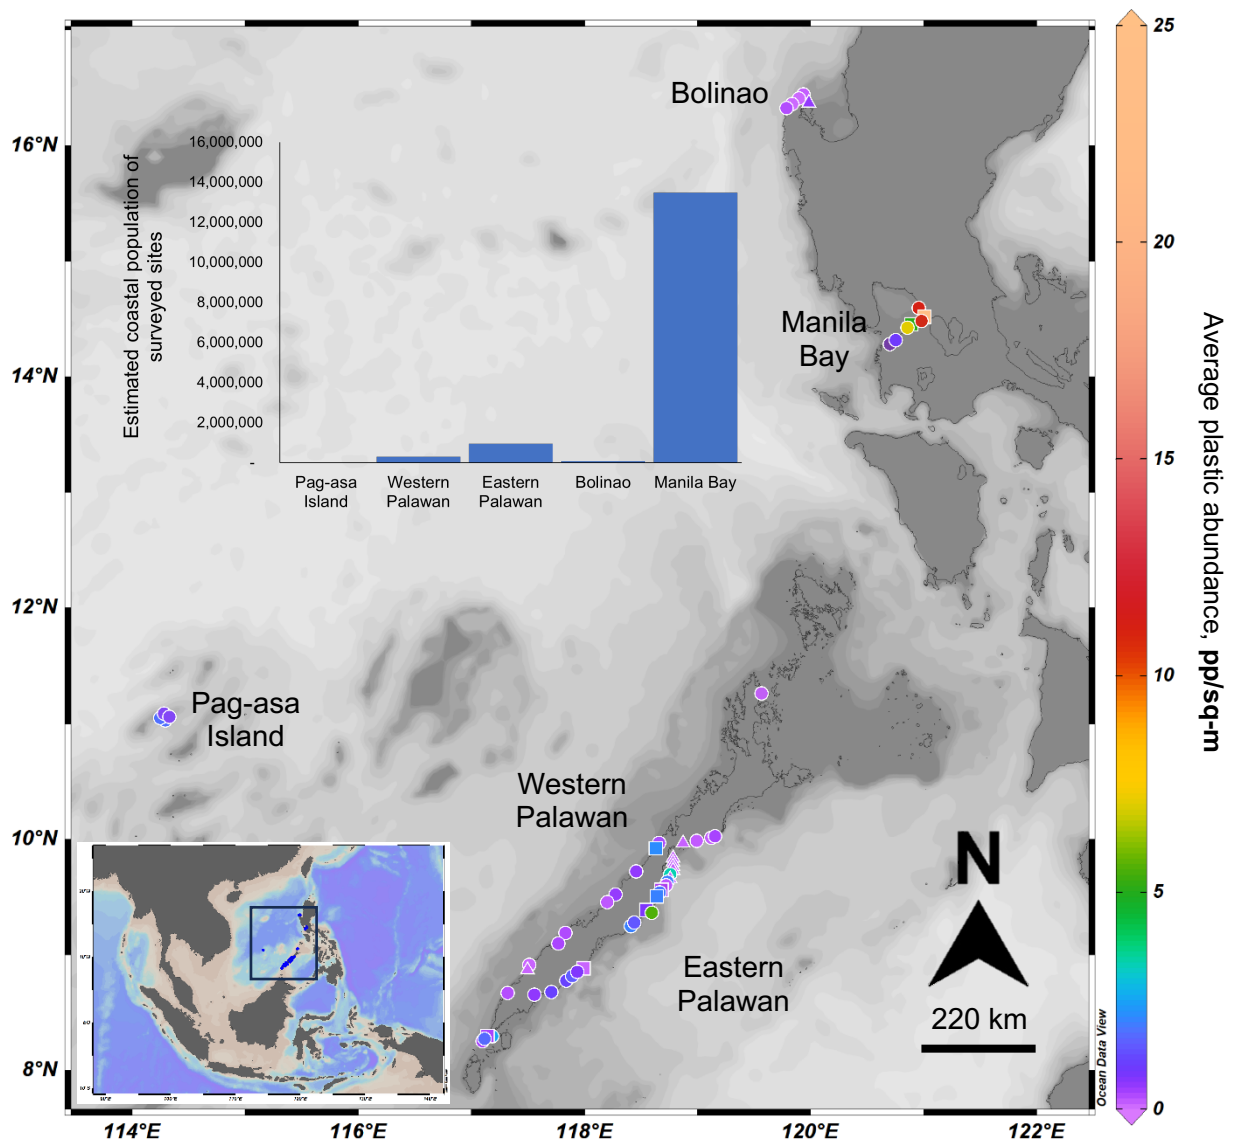 Bolinao
Manila
Bay
Pag-asa
Island
Western
Palawan
Eastern
Palawan
Estimated coastal population of
surveyed sites
16,000,000
14,000,000
12,000,000
10,000,000
8,000,000
6,000,000
4,000,000
2,000,000
-
Pag-asa
Island
Western
Palawan
Eastern
Palawan
Bolinao
Manila Bay
16°N
14°N
12°N
10°N
8°N
114°E
116°E
118°E
120°E
122°E
N
220 km
Ocean Data View
25
20
15
10
5
0
Average plastic abundance, pp/sq-m